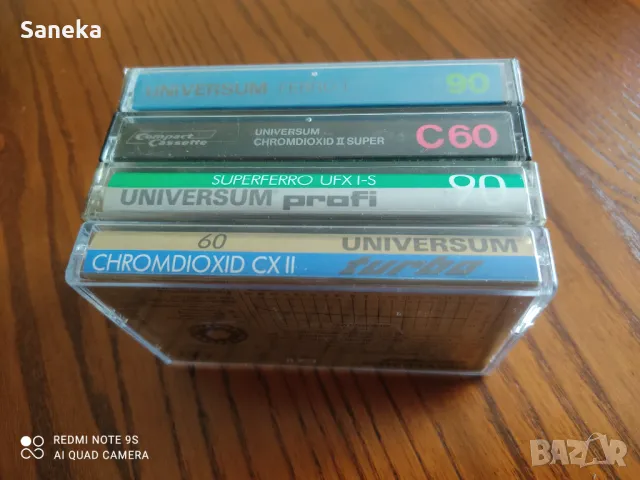 Saneka
UNIVERSUM 90
Compact Cassette
UNIVERSUM
CHROMDIOXID II SUPER
C60
SUPERFERRO UFX I-S
UNIVERSUM profi 90
60 UNIVERSUM
CHROMDIOXID CX II turbo
REDMI NOTE 9S
AI QUAD CAMERA
BAZAR